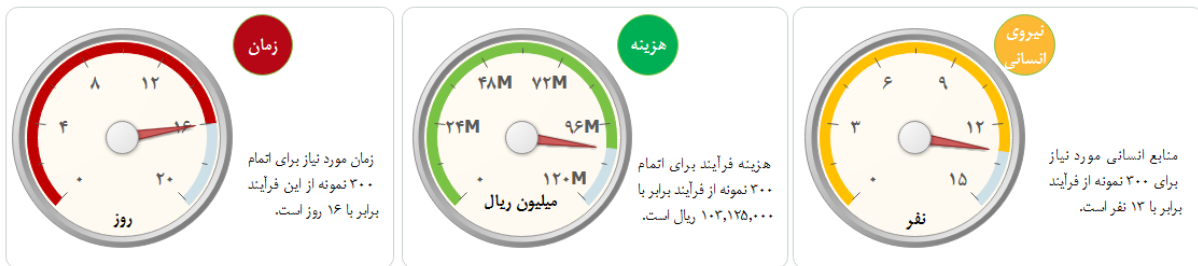 نیروی
انسانی
۰
۳
۶
۹
۱۲
۱۵
نفر
منابع انسانی مورد نیاز
برای ۳۰۰ نمونه از فرآیند
برابر با ۱۳ نفر است.
هزینه
۰
۲۴M
۴۸M
۷۲M
۹۶M
۱۲۰M
میلیون ریال
هزینه فرآیند برای اتمام
۳۰۰ نمونه از فرآیند برابر با
۱۰۳,۱۲۵,۰۰۰ ریال است.
زمان
۰
۴
۸
۱۲
۱۶
۲۰
روز
زمان مورد نیاز برای اتمام
۳۰۰ نمونه از این فرآیند
برابر با ۱۶ روز است.